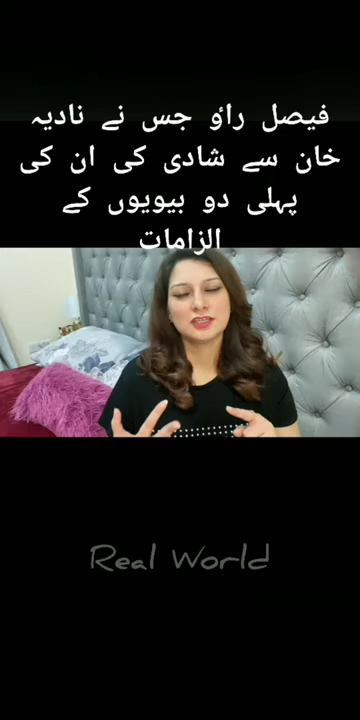 فیصل راؤ جس نے نادیہ
خان سے شادی کی ان کی
پہلی دو بیویوں کے
الزامات
Real World